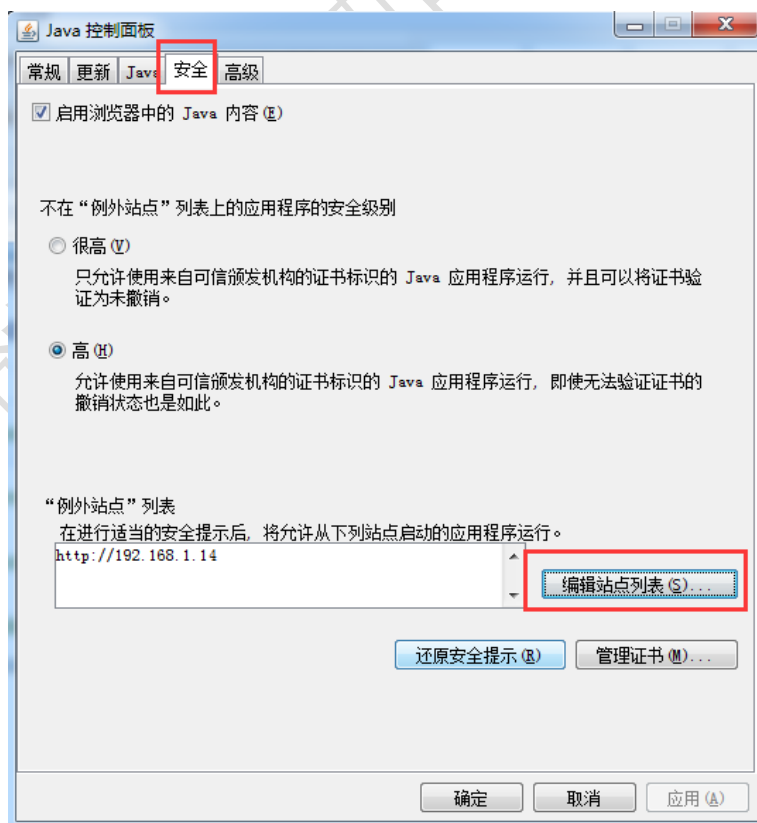 Java 控制面板
常规 更新 Java 安全 高级
启用浏览器中的 Java 内容(E)
不在“例外站点”列表上的应用程序的安全级别
很高(V)
只允许使用来自可信颁发机构的证书标识的 Java 应用程序运行, 并且可以将证书验
证为未撤销。
高(H)
允许使用来自可信颁发机构的证书标识的 Java 应用程序运行, 即使无法验证证书的
撤销状态也是如此。
“例外站点”列表
在进行适当的安全提示后, 将允许从下列站点启动的应用程序运行。
http://192.168.1.14
编辑站点列表(S)...
还原安全提示(R) 管理证书(M)...
确定 取消 应用(A)